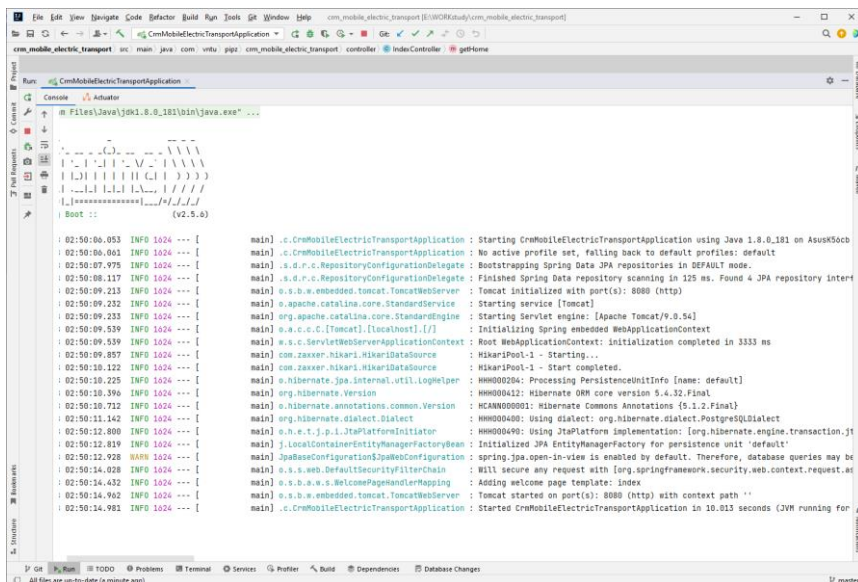 File Edit View Navigate Code Refactor Build Run Tools Git Window Help crm_mobile_electric_transport [E:\WORKstudy\crm_mobile_electric_transport]
CrmMobileElectricTransportApplication Git:
crm_mobile_electric_transport src main java com vntu pipz crm_mobile_electric_transport controller IndexController getHome
Project
Commit
Pull Requests
Bookmarks
Structure
Run: CrmMobileElectricTransportApplication
Console Actuator
m Files\Java\jdk1.8.0_181\bin\java.exe" ...
Boot :: (v2.5.6)
02:50:06.053 INFO 1624 --- [ main] .c.CrmMobileElectricTransportApplication : Starting CrmMobileElectricTransportApplication using Java 1.8.0_181 on AsusK56cb
02:50:06.061 INFO 1624 --- [ main] .c.CrmMobileElectricTransportApplication : No active profile set, falling back to default profiles: default
02:50:07.975 INFO 1624 --- [ main] .s.d.r.c.RepositoryConfigurationDelegate : Bootstrapping Spring Data JPA repositories in DEFAULT mode.
02:50:08.117 INFO 1624 --- [ main] .s.d.r.c.RepositoryConfigurationDelegate : Finished Spring Data repository scanning in 125 ms. Found 4 JPA repository interf
02:50:09.213 INFO 1624 --- [ main] o.s.b.w.embedded.tomcat.TomcatWebServer : Tomcat initialized with port(s): 8080 (http)
02:50:09.232 INFO 1624 --- [ main] o.apache.catalina.core.StandardService : Starting service [Tomcat]
02:50:09.233 INFO 1624 --- [ main] org.apache.catalina.core.StandardEngine : Starting Servlet engine: [Apache Tomcat/9.0.54]
02:50:09.539 INFO 1624 --- [ main] o.a.c.c.C.[Tomcat].[localhost].[/] : Initializing Spring embedded WebApplicationContext
02:50:09.539 INFO 1624 --- [ main] w.s.c.ServletWebServerApplicationContext : Root WebApplicationContext: initialization completed in 3333 ms
02:50:09.857 INFO 1624 --- [ main] com.zaxxer.hikari.HikariDataSource : HikariPool-1 - Starting...
02:50:10.122 INFO 1624 --- [ main] com.zaxxer.hikari.HikariDataSource : HikariPool-1 - Start completed.
02:50:10.225 INFO 1624 --- [ main] o.hibernate.jpa.internal.util.LogHelper : HHH000204: Processing PersistenceUnitInfo [name: default]
02:50:10.396 INFO 1624 --- [ main] org.hibernate.Version : HHH000412: Hibernate ORM core version 5.4.32.Final
02:50:10.712 INFO 1624 --- [ main] o.hibernate.annotations.common.Version : HCANN000001: Hibernate Commons Annotations {5.1.2.Final}
02:50:11.142 INFO 1624 --- [ main] org.hibernate.dialect.Dialect : HHH000400: Using dialect: org.hibernate.dialect.PostgreSQLDialect
02:50:12.800 INFO 1624 --- [ main] o.h.e.t.j.p.i.JtaPlatformInitiator : HHH000490: Using JtaPlatform implementation: [org.hibernate.engine.transaction.jt
02:50:12.819 INFO 1624 --- [ main] j.LocalContainerEntityManagerFactoryBean : Initialized JPA EntityManagerFactory for persistence unit 'default'
02:50:12.928 WARN 1624 --- [ main] JpaBaseConfiguration$JpaWebConfiguration : spring.jpa.open-in-view is enabled by default. Therefore, database queries may be
02:50:14.028 INFO 1624 --- [ main] o.s.s.web.DefaultSecurityFilterChain : Will secure any request with [org.springframework.security.web.context.request.as
02:50:14.432 INFO 1624 --- [ main] o.s.b.a.w.s.WelcomePageHandlerMapping : Adding welcome page template: index
02:50:14.962 INFO 1624 --- [ main] o.s.b.w.embedded.tomcat.TomcatWebServer : Tomcat started on port(s): 8080 (http) with context path ''
02:50:14.981 INFO 1624 --- [ main] .c.CrmMobileElectricTransportApplication : Started CrmMobileElectricTransportApplication in 10.013 seconds (JVM running for
Git Run TODO Problems Terminal Services Profiler Build Dependencies Database Changes
All files are up-to-date (a minute ago) master